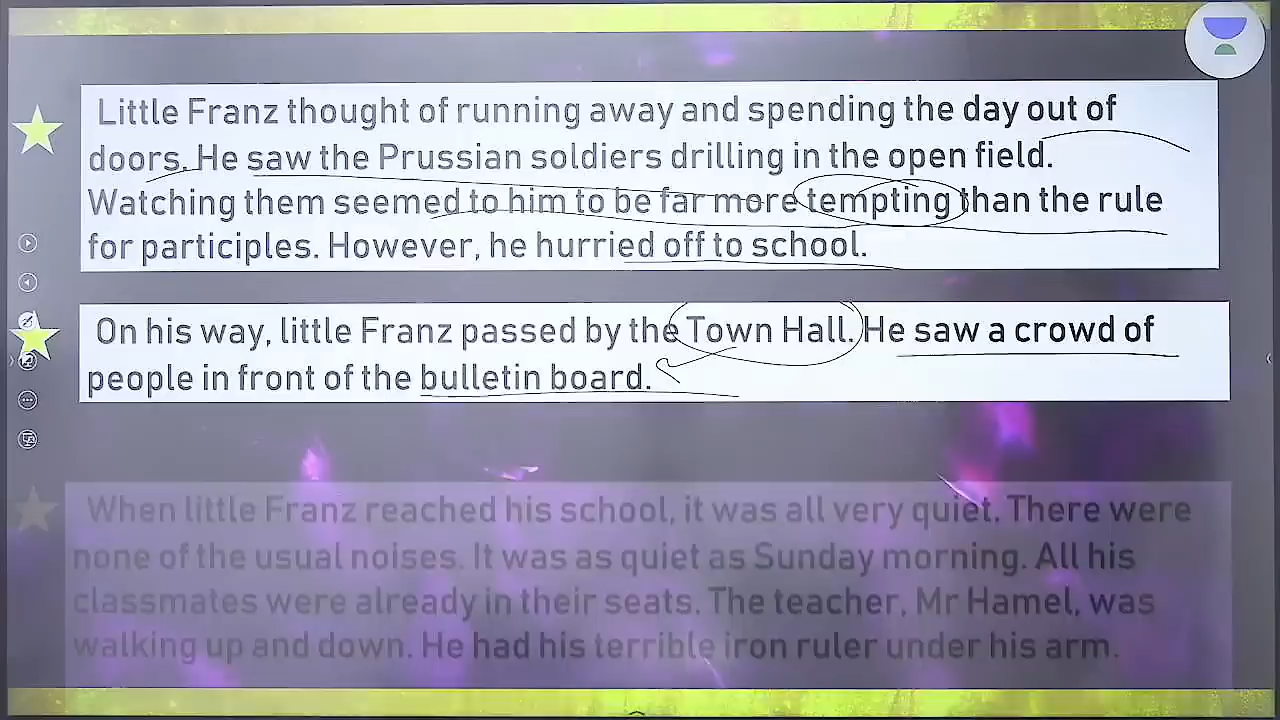 Little Franz thought of running away and spending the day out of
doors. He saw the Prussian soldiers drilling in the open field.
Watching them seemed to him to be far more tempting than the rule
for participles. However, he hurried off to school.
On his way, little Franz passed by the Town Hall. He saw a crowd of
people in front of the bulletin board.
When little Franz reached his school, it was all very quiet. There were
none of the usual noises. It was as quiet as Sunday morning. All his
classmates were already in their seats. The teacher, Mr Hamel, was
walking up and down. He had his terrible iron ruler under his arm.